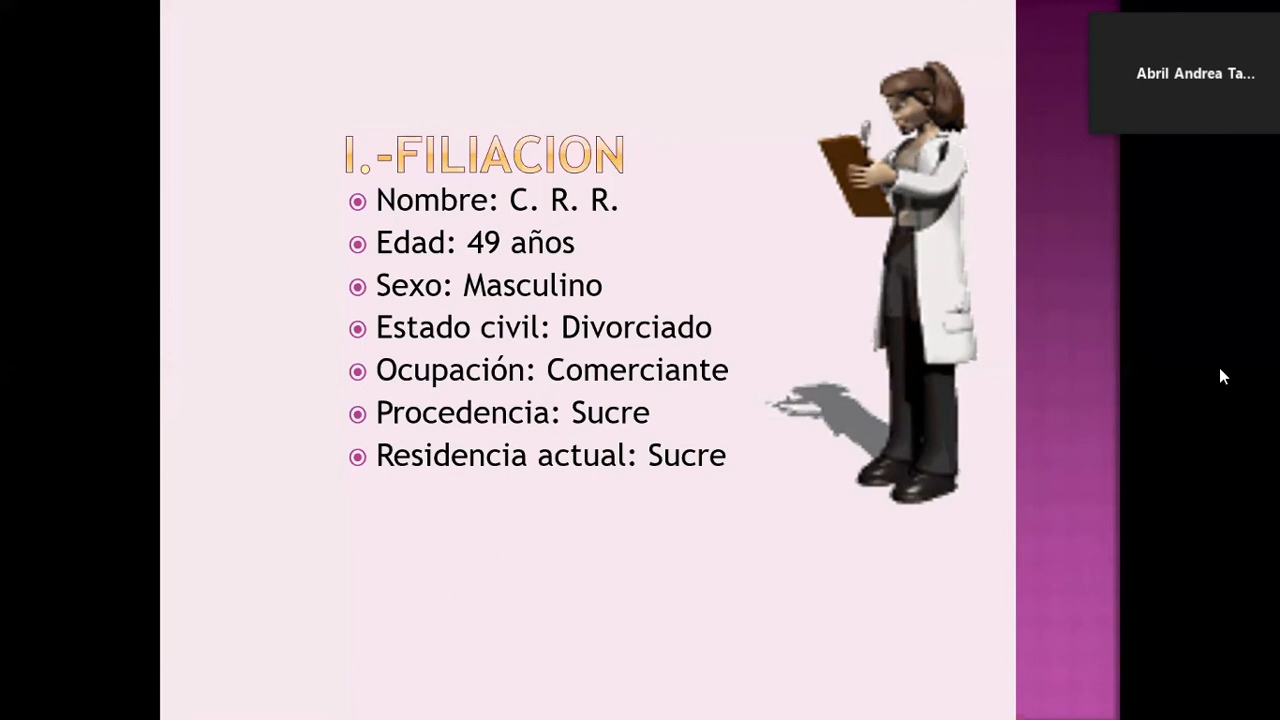 Abril Andrea Ta...
I.-FILIACION
Nombre: C. R. R.
Edad: 49 años
Sexo: Masculino
Estado civil: Divorciado
Ocupación: Comerciante
Procedencia: Sucre
Residencia actual: Sucre